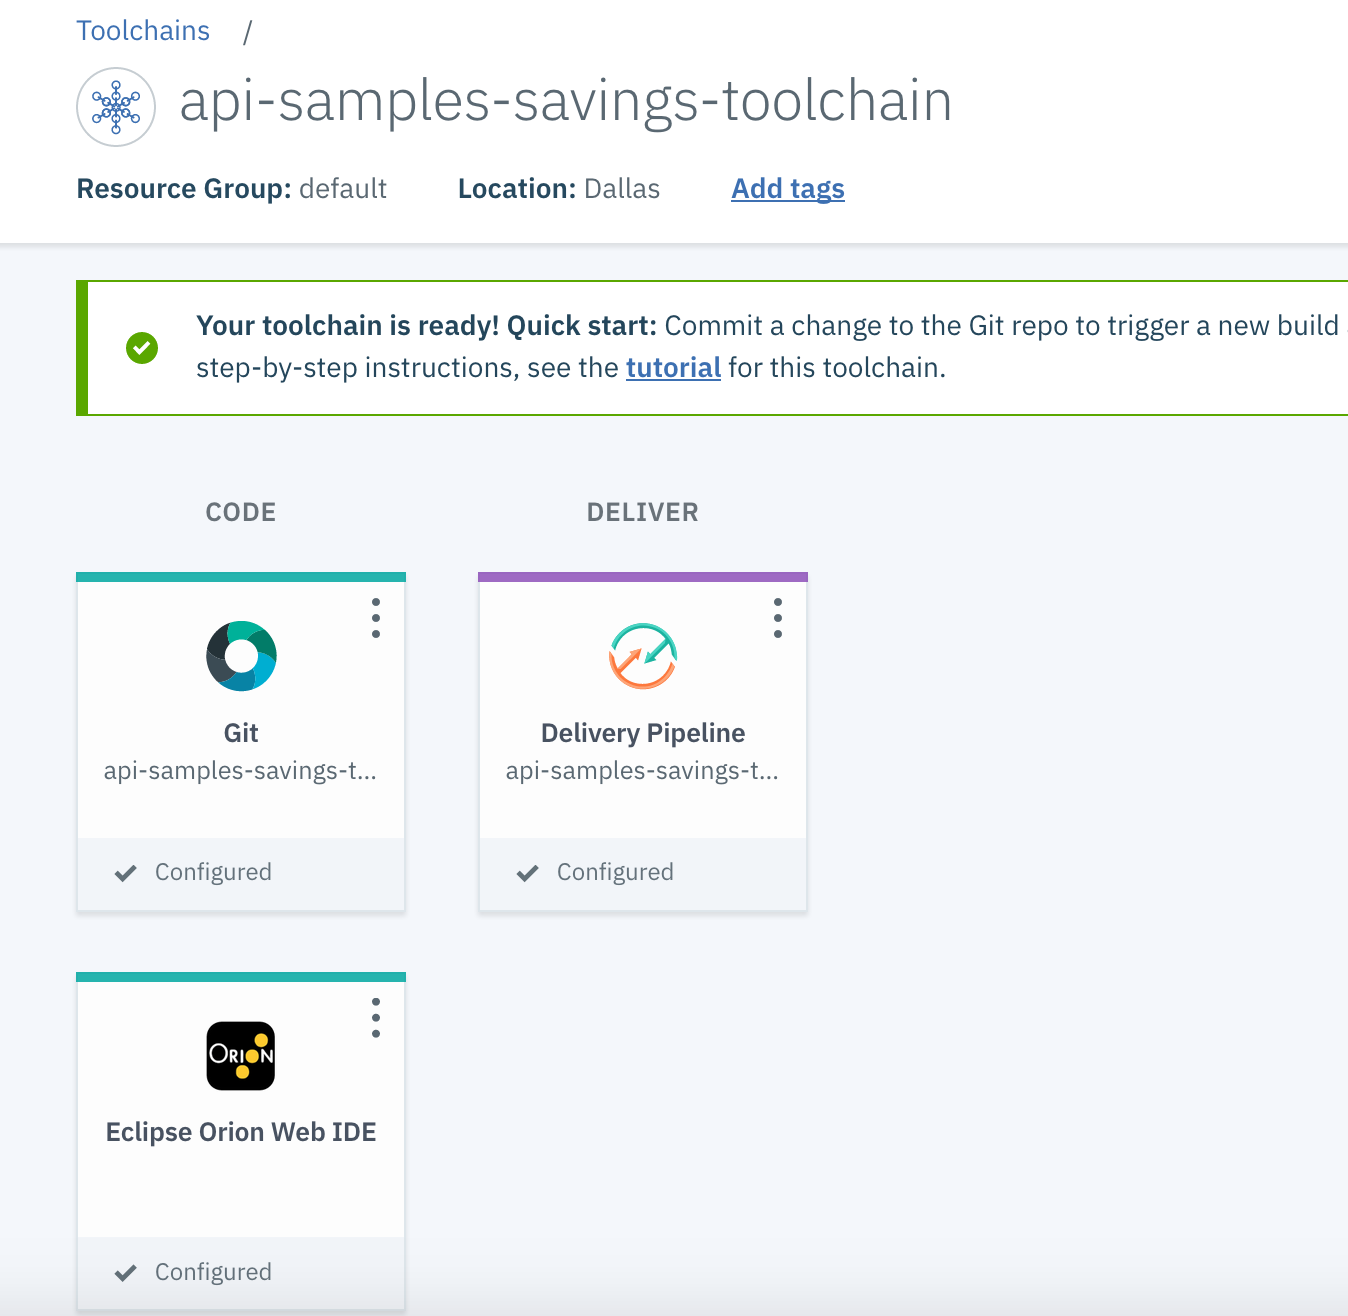 Toolchains /
api-samples-savings-toolchain
Resource Group: default Location: Dallas Add tags
Your toolchain is ready! Quick start: Commit a change to the Git repo to trigger a new build
step-by-step instructions, see the tutorial for this toolchain.
CODE
DELIVER
Git
api-samples-savings-t...
Configured
Delivery Pipeline
api-samples-savings-t...
Configured
ORION
Eclipse Orion Web IDE
Configured